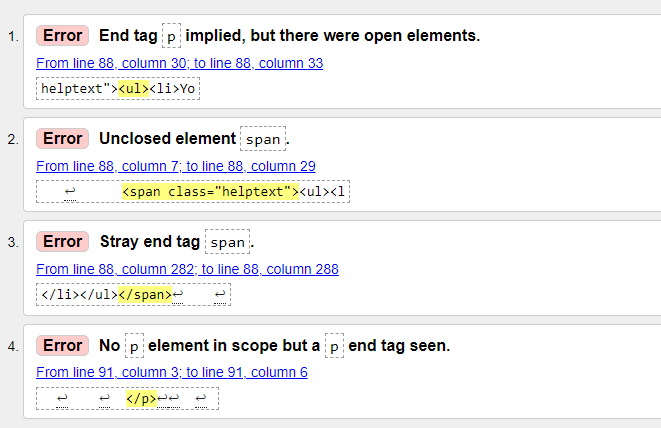 1. Error End tag p implied, but there were open elements.
From line 88, column 30; to line 88, column 33
helptext"><ul><li>Yo
2. Error Unclosed element span.
From line 88, column 7; to line 88, column 29
↩ <span class="helptext"><ul><l
3. Error Stray end tag span.
From line 88, column 282; to line 88, column 288
</li></ul></span>↩ ↩
4. Error No p element in scope but a p end tag seen.
From line 91, column 3; to line 91, column 6
↩ ↩ </p>↩↩ ↩